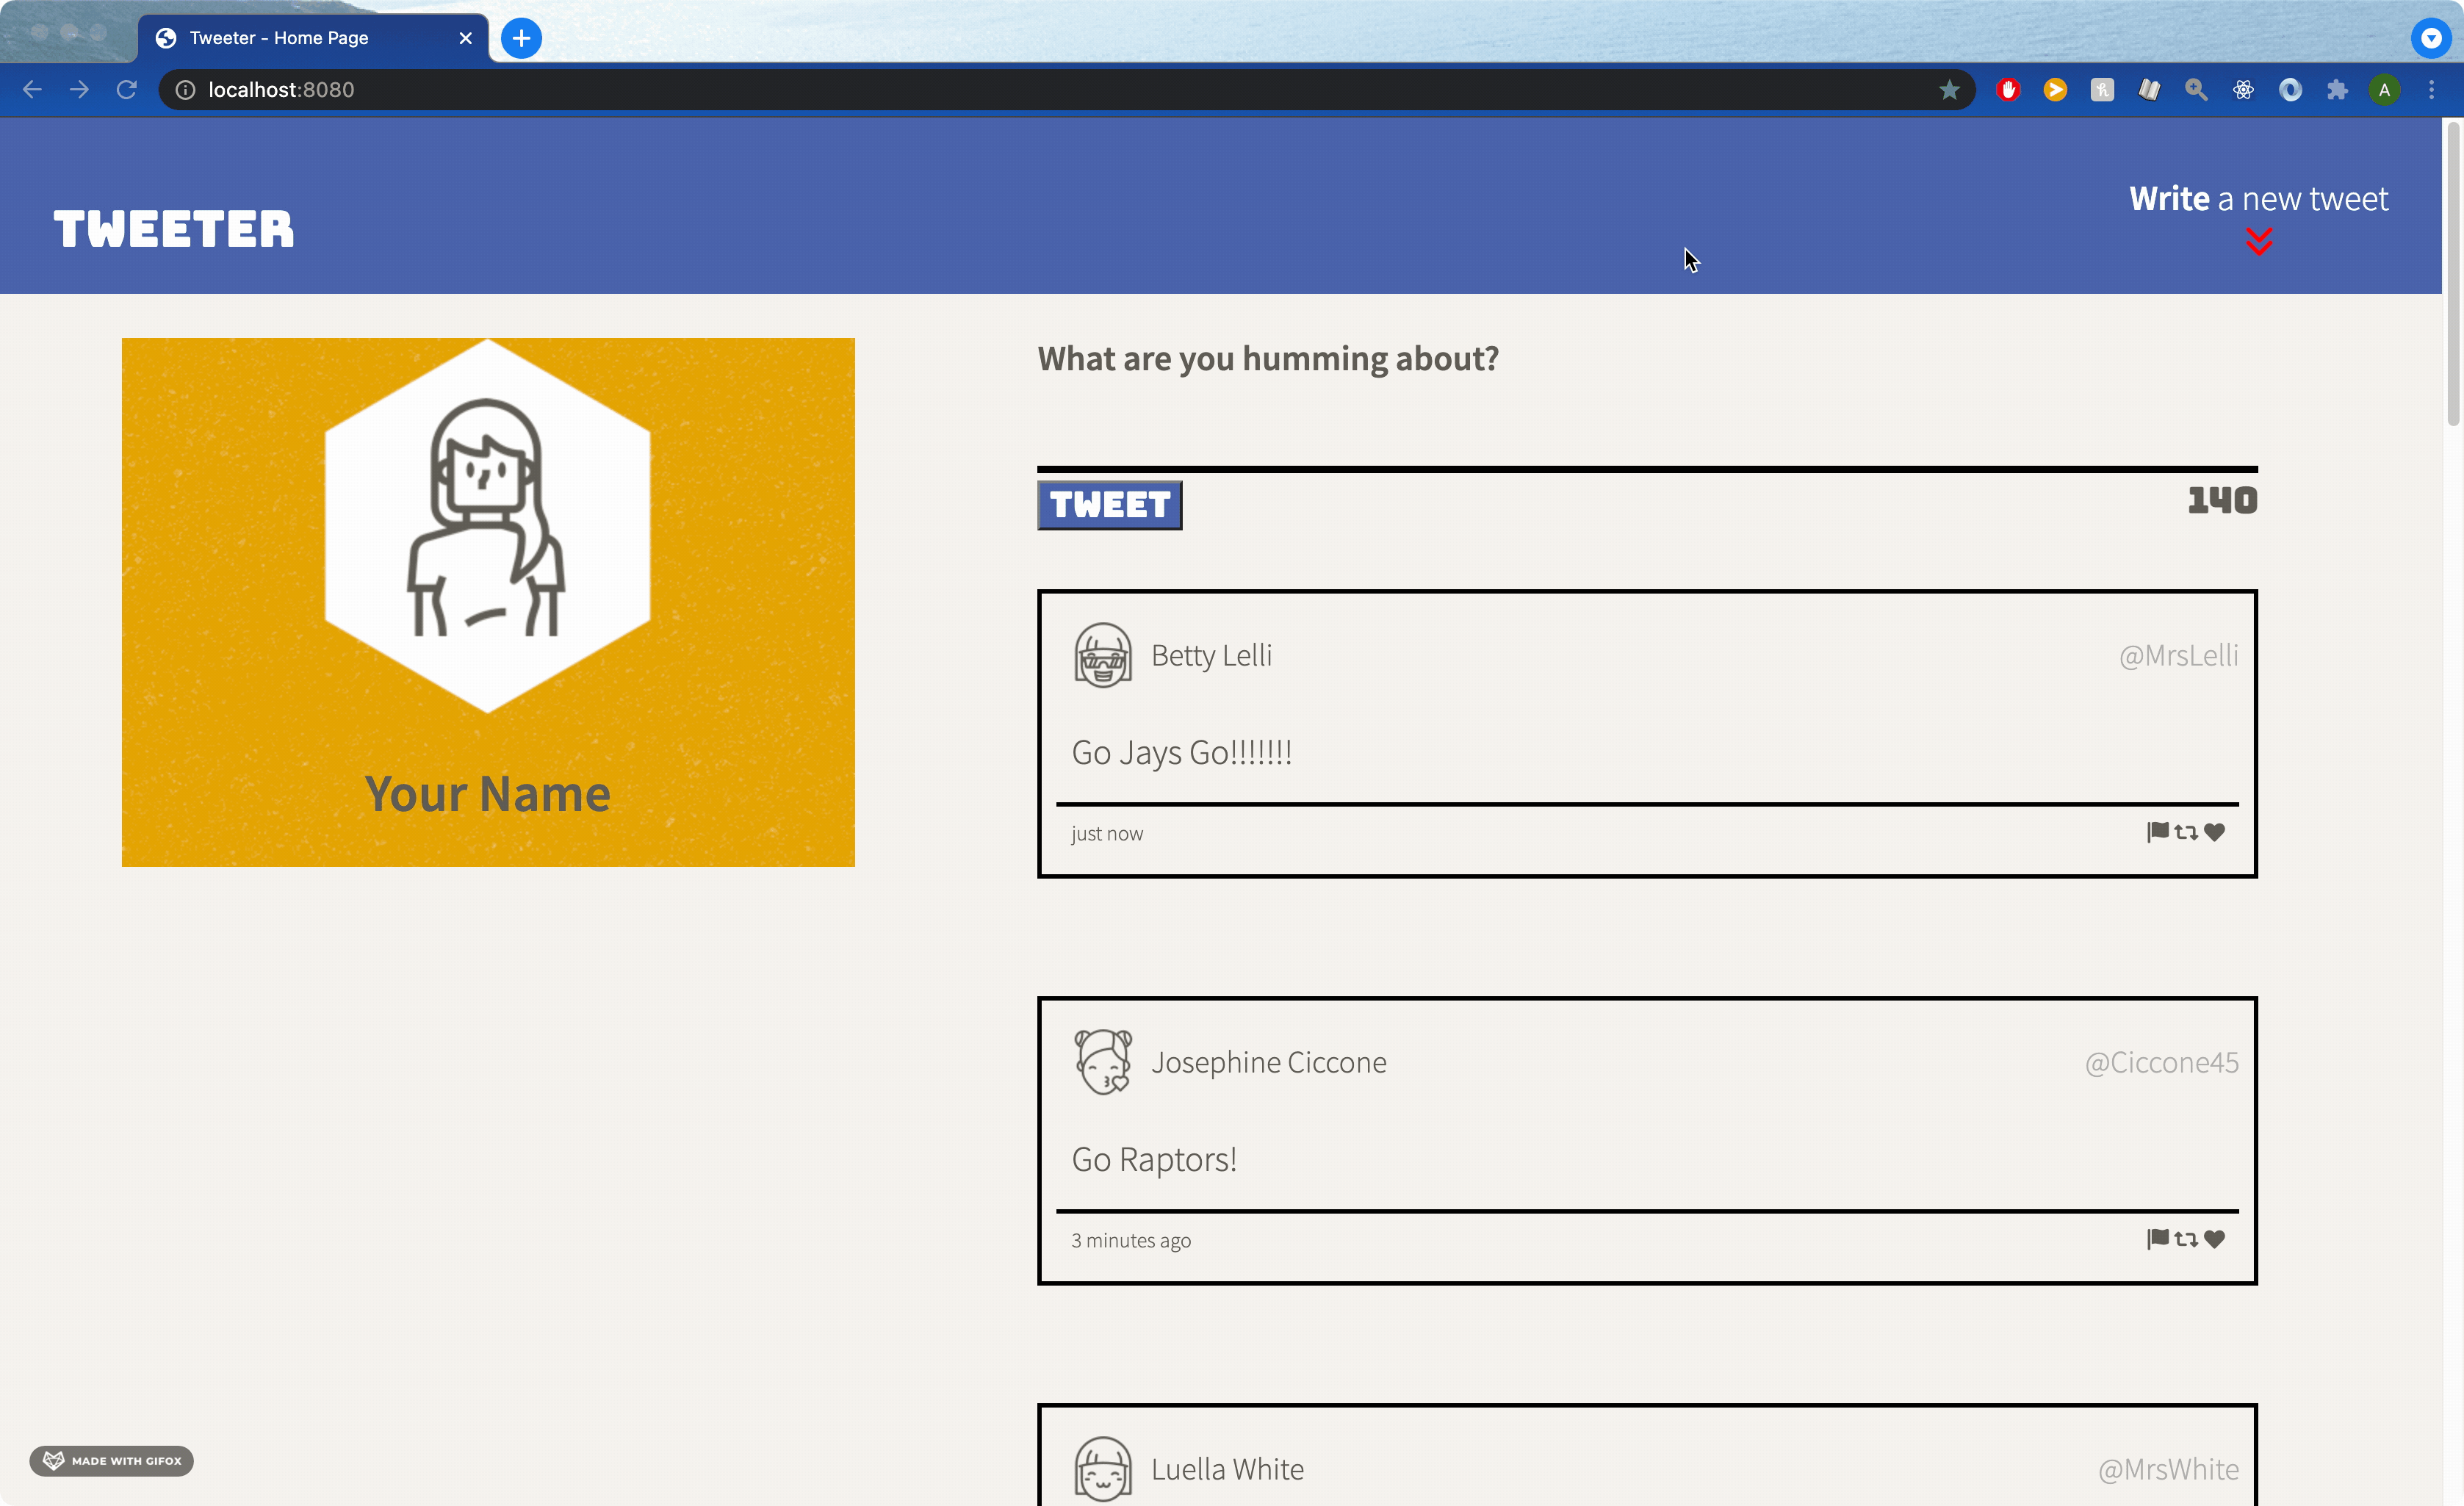 Tweeter - Home Page
localhost:8080
A
TWEETER
Write a new tweet
Your Name
What are you humming about?
TWEET
140
Betty Lelli
@MrsLelli
Go Jays Go!!!!!!!
just now
Josephine Ciccone
@Ciccone45
Go Raptors!
3 minutes ago
Luella White
@MrsWhite
MADE WITH GIFOX